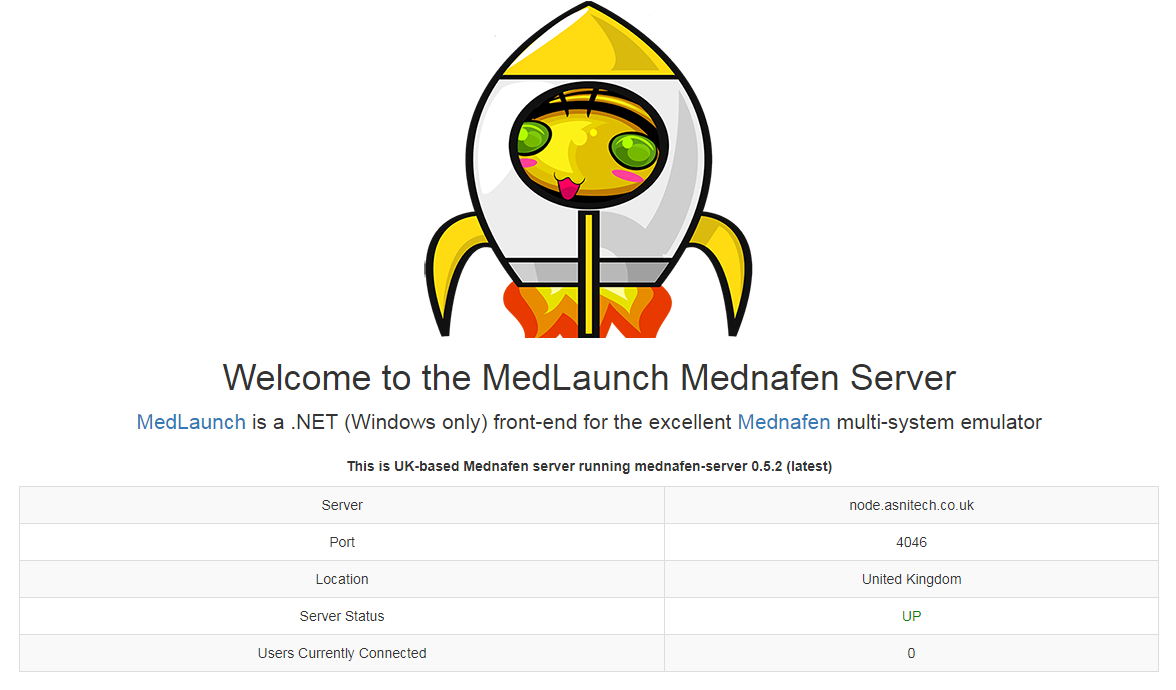 Welcome to the MedLaunch Mednafen Server
MedLaunch is a .NET (Windows only) front-end for the excellent Mednafen multi-system emulator
This is UK-based Mednafen server running mednafen-server 0.5.2 (latest)
Server node.asnitech.co.uk
Port 4046
Location United Kingdom
Server Status UP
Users Currently Connected 0